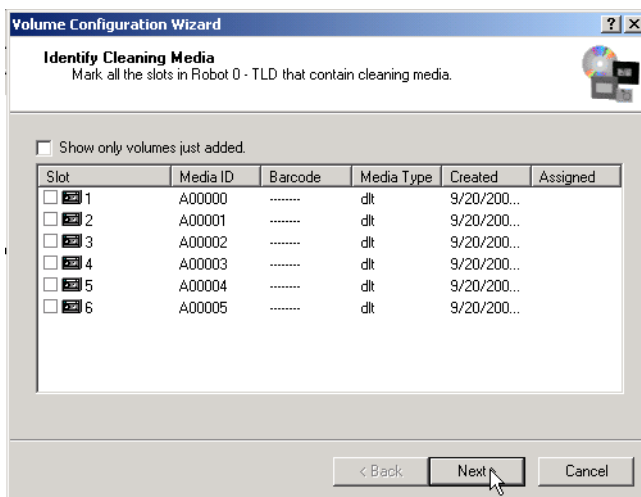 Volume Configuration Wizard
Identify Cleaning Media
Mark all the slots in Robot 0 - TLD that contain cleaning media.
Show only volumes just added.
Slot Media ID Barcode Media Type Created Assigned
1 A00000 -------- dlt 9/20/200...
2 A00001 -------- dlt 9/20/200...
3 A00002 -------- dlt 9/20/200...
4 A00003 -------- dlt 9/20/200...
5 A00004 -------- dlt 9/20/200...
6 A00005 -------- dlt 9/20/200...
< Back Next > Cancel